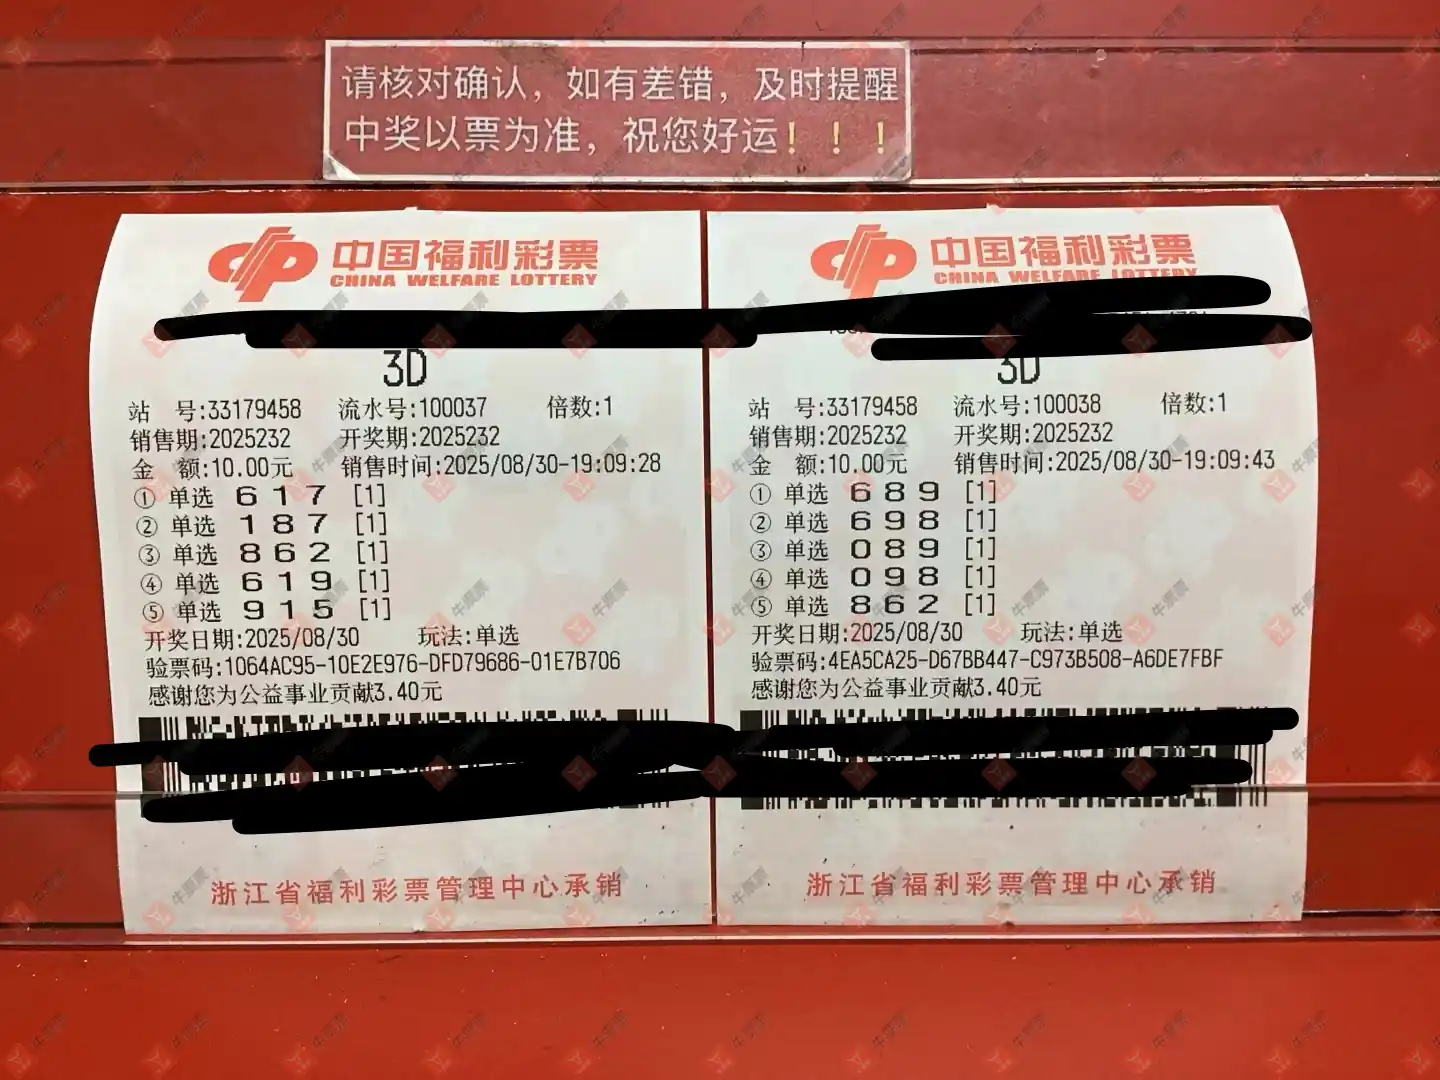 请核对确认，如有差错，及时提醒
中奖以票为准，祝您好运！！！
中国福利彩票
CHINA WELFARE LOTTERY
3D
站 号:33179458 流水号:100037 倍数:1
销售期:2025232 开奖期:2025232
金 额:10.00元 销售时间:2025/08/30-19:09:28
① 单选 6 1 7 [1]
② 单选 1 8 7 [1]
③ 单选 8 6 2 [1]
④ 单选 6 1 9 [1]
⑤ 单选 9 1 5 [1]
开奖日期:2025/08/30 玩法:单选
验票码:1064AC95-10E2E976-DFD79686-01E7B706
感谢您为公益事业贡献3.40元
浙江省福利彩票管理中心承销
中国福利彩票
CHINA WELFARE LOTTERY
3D
站 号:33179458 流水号:100038 倍数:1
销售期:2025232 开奖期:2025232
金 额:10.00元 销售时间:2025/08/30-19:09:43
① 单选 6 8 9 [1]
② 单选 6 9 8 [1]
③ 单选 0 8 9 [1]
④ 单选 0 9 8 [1]
⑤ 单选 8 6 2 [1]
开奖日期:2025/08/30 玩法:单选
验票码:4EA5CA25-D67BB447-C973B508-A6DE7FBF
感谢您为公益事业贡献3.40元
浙江省福利彩票管理中心承销